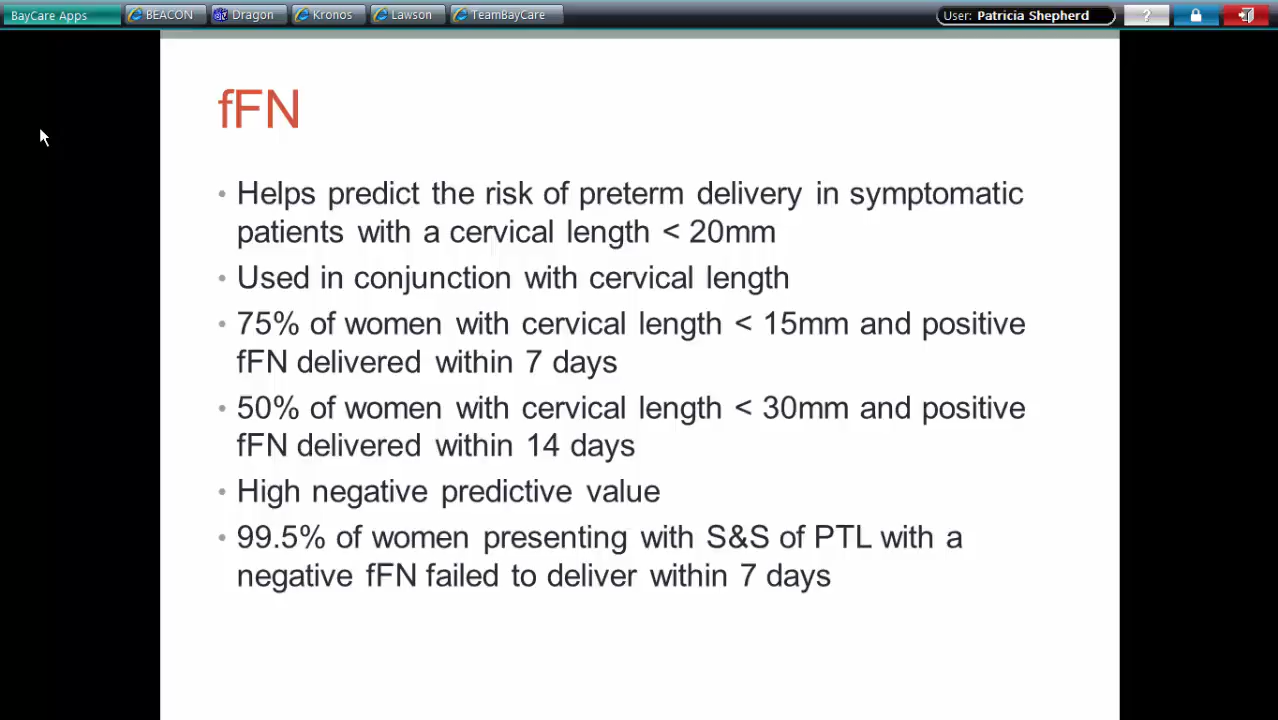 BayCare Apps BEACON Dragon Kronos Lawson TeamBayCare User: Patricia Shepherd ?
fFN
• Helps predict the risk of preterm delivery in symptomatic
patients with a cervical length < 20mm
• Used in conjunction with cervical length
• 75% of women with cervical length < 15mm and positive
fFN delivered within 7 days
• 50% of women with cervical length < 30mm and positive
fFN delivered within 14 days
• High negative predictive value
• 99.5% of women presenting with S&S of PTL with a
negative fFN failed to deliver within 7 days